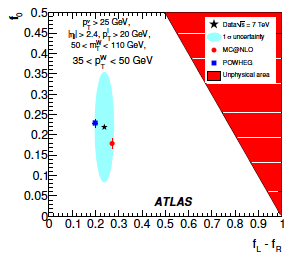 f₀
0.5
0.45
0.4
0.35
0.3
0.25
0.2
0.15
0.1
0.05
0
p_T^ν > 25 GeV,
|η_l| > 2.4, p_T^l > 20 GeV,
50 < m_T^W < 110 GeV,
35 < p_T^W < 50 GeV
Data √s = 7 TeV
1 σ uncertainty
MC@NLO
POWHEG
Unphysical area
ATLAS
0 0.1 0.2 0.3 0.4 0.5 0.6 0.7 0.8 0.9 1
f_L - f_R